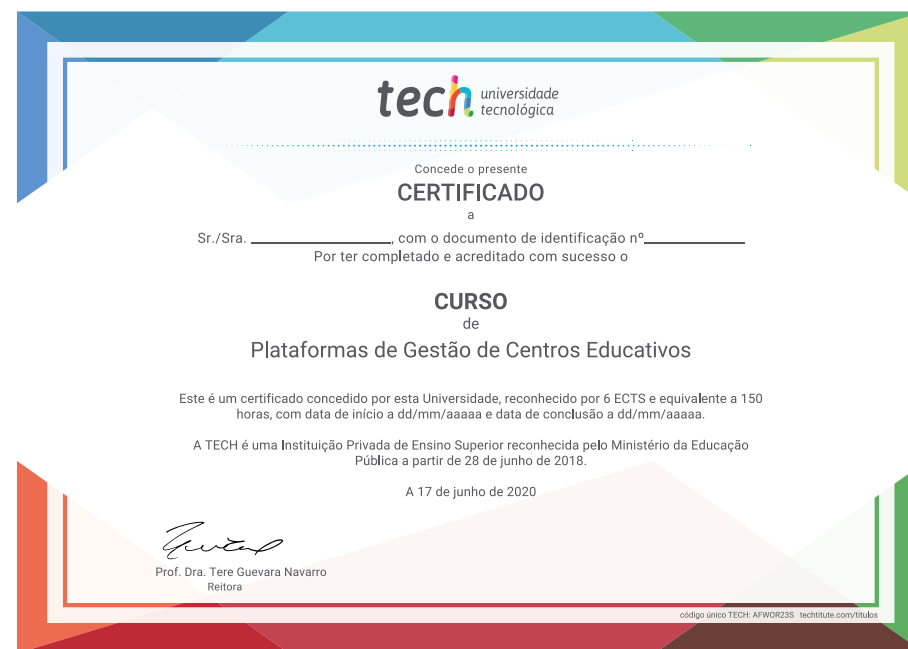 tech universidade
tecnológica
Concede o presente
CERTIFICADO
a
Sr./Sra. ____________________, com o documento de identificação nº______________
Por ter completado e acreditado com sucesso o
CURSO
de
Plataformas de Gestão de Centros Educativos
Este é um certificado concedido por esta Universidade, reconhecido por 6 ECTS e equivalente a 150
horas, com data de início a dd/mm/aaaaa e data de conclusão a dd/mm/aaaaa.
A TECH é uma Instituição Privada de Ensino Superior reconhecida pelo Ministério da Educação
Pública a partir de 28 de junho de 2018.
A 17 de junho de 2020
Prof. Dra. Tere Guevara Navarro
Reitora
código único TECH: AFWOR23S techtitute.com/titulos